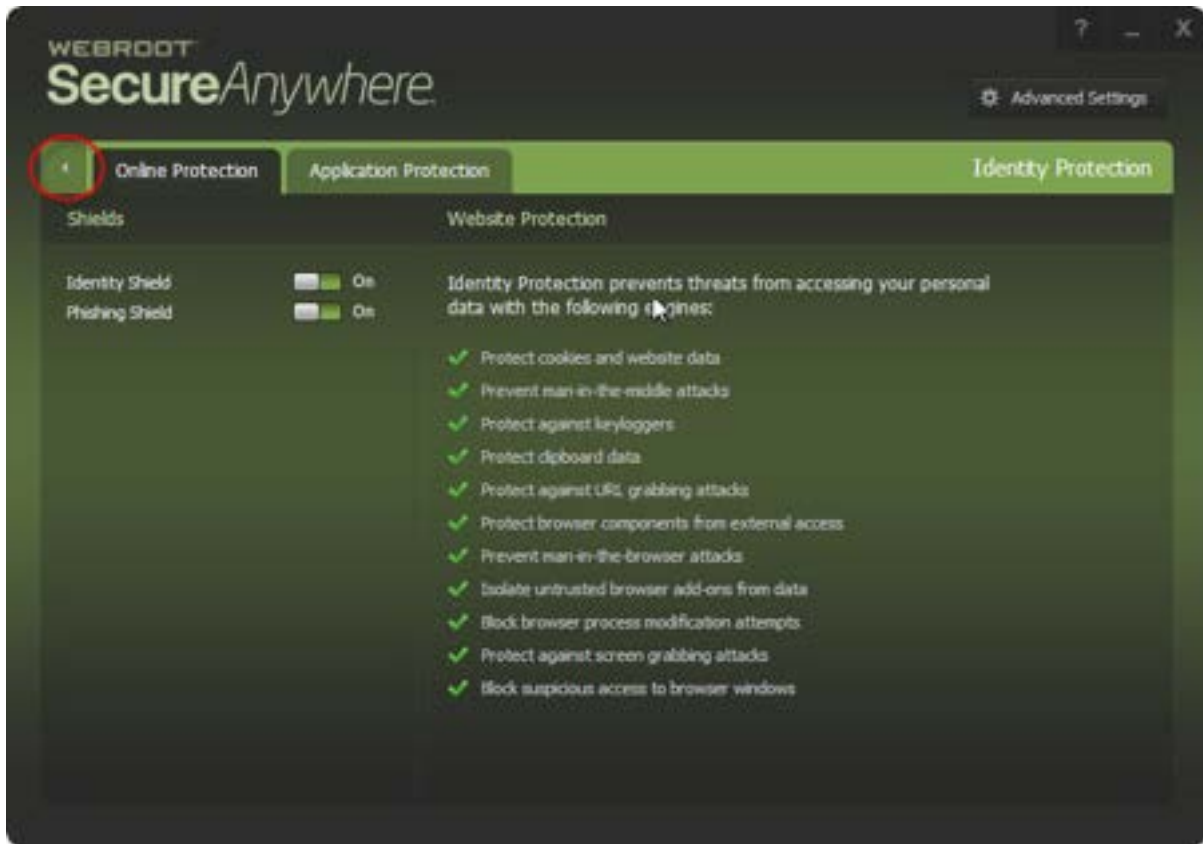 WEBROOT
SecureAnywhere.
? _ X
Advanced Settings
Online Protection Application Protection Identity Protection
Shields Website Protection
Identity Shield On
Phishing Shield On
Identity Protection prevents threats from accessing your personal
data with the following engines:
Protect cookies and website data
Prevent man-in-the-middle attacks
Protect against keyloggers
Protect clipboard data
Protect against URL grabbing attacks
Protect browser components from external access
Prevent man-in-the-browser attacks
Isolate untrusted browser add-ons from data
Block browser process modification attempts
Protect against screen grabbing attacks
Block suspicious access to browser windows